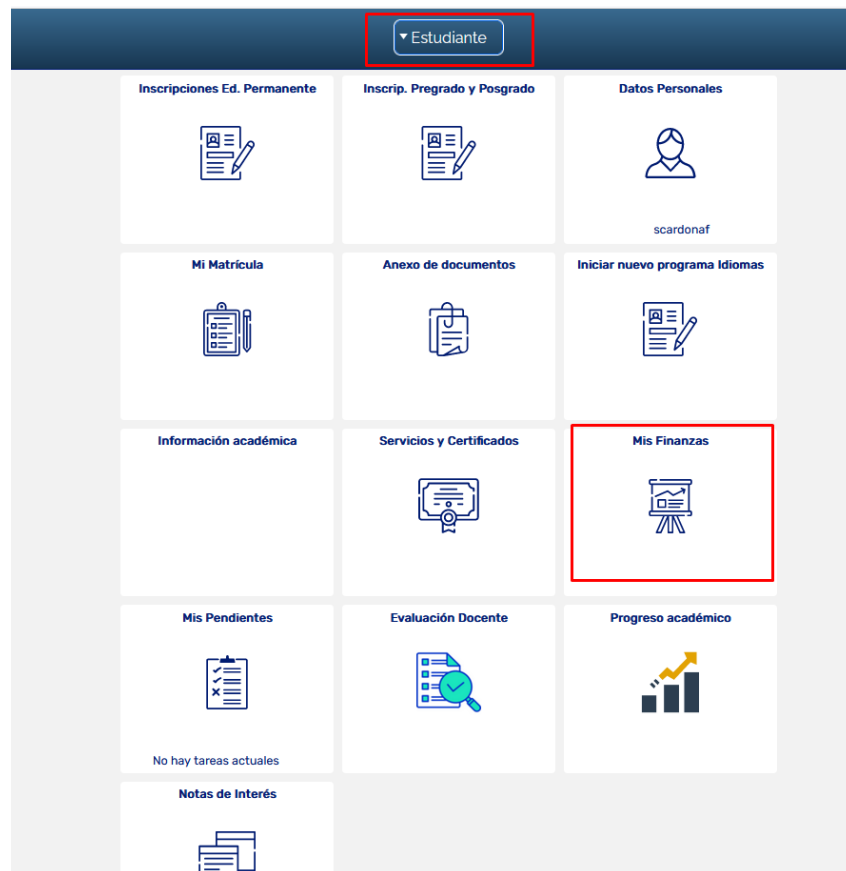 Estudiante
Inscripciones Ed. Permanente
Inscrip. Pregrado y Posgrado
Datos Personales
scardonaf
Mi Matrícula
Anexo de documentos
Iniciar nuevo programa Idiomas
Información académica
Servicios y Certificados
Mis Finanzas
Mis Pendientes
Evaluación Docente
Progreso académico
No hay tareas actuales
Notas de Interés